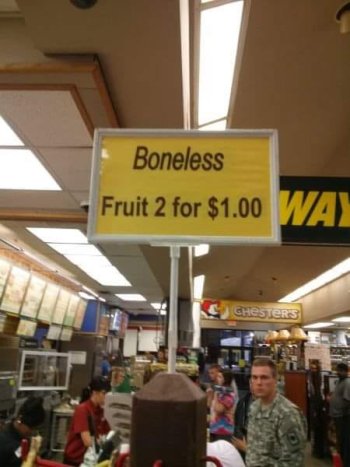 Boneless
Fruit 2 for $1.00
WAY
CHESTER'S